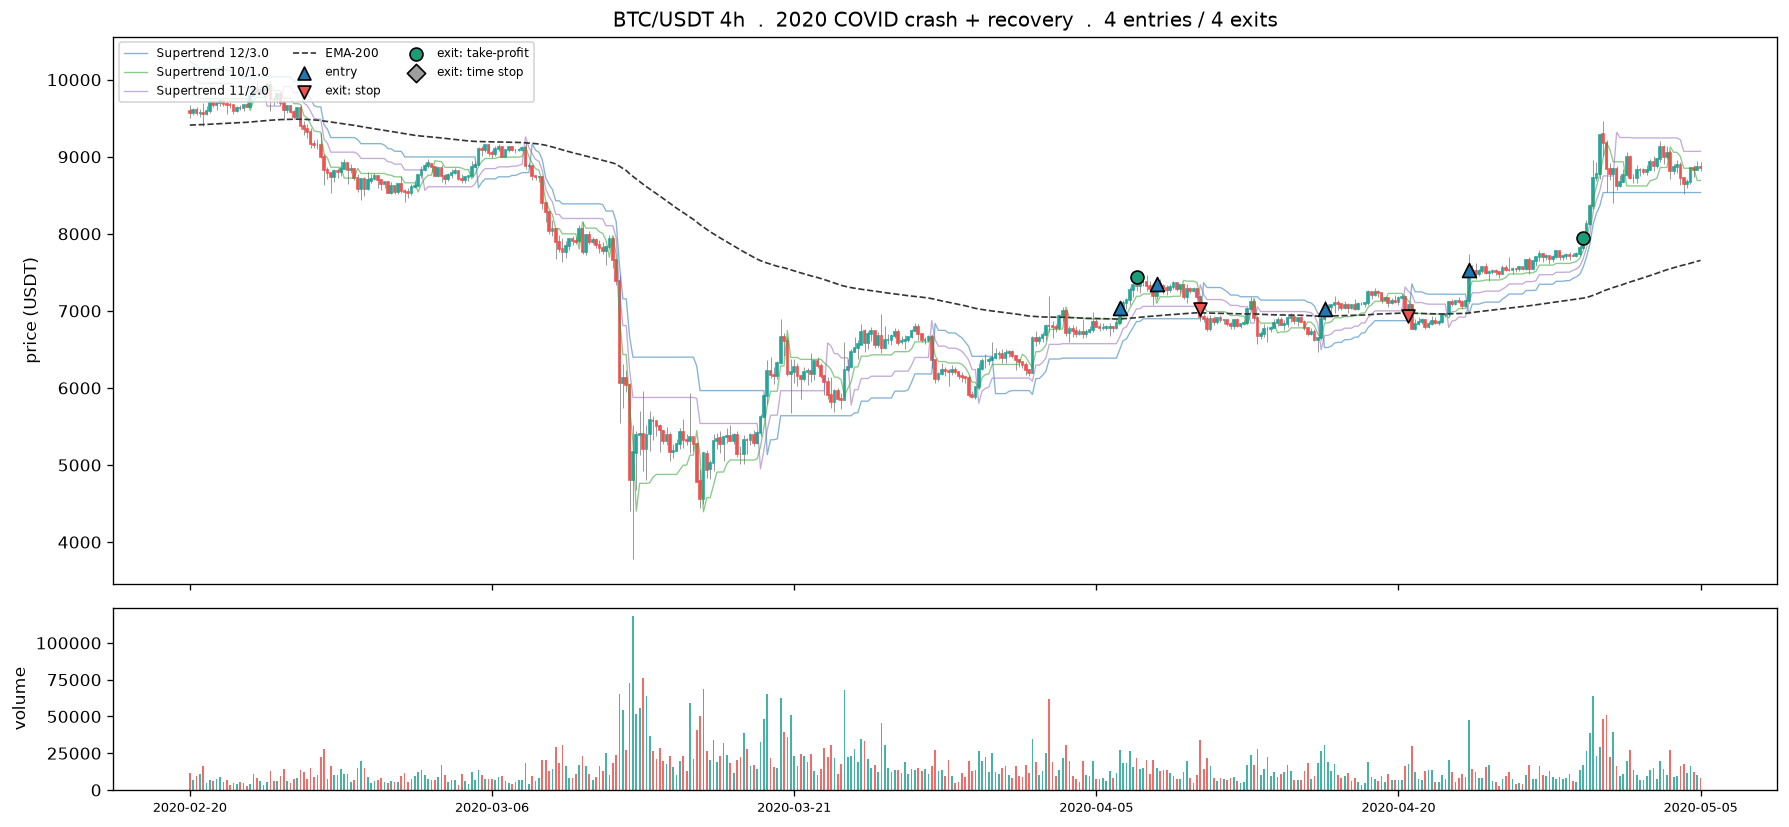 BTC/USDT 4h . 2020 COVID crash + recovery . 4 entries / 4 exits
Supertrend 12/3.0
Supertrend 10/1.0
Supertrend 11/2.0
EMA-200
entry
exit: stop
exit: take-profit
exit: time stop
price (USDT)
10000
9000
8000
7000
6000
5000
4000
volume
100000
75000
50000
25000
0
2020-02-20
2020-03-06
2020-03-21
2020-04-05
2020-04-20
2020-05-05